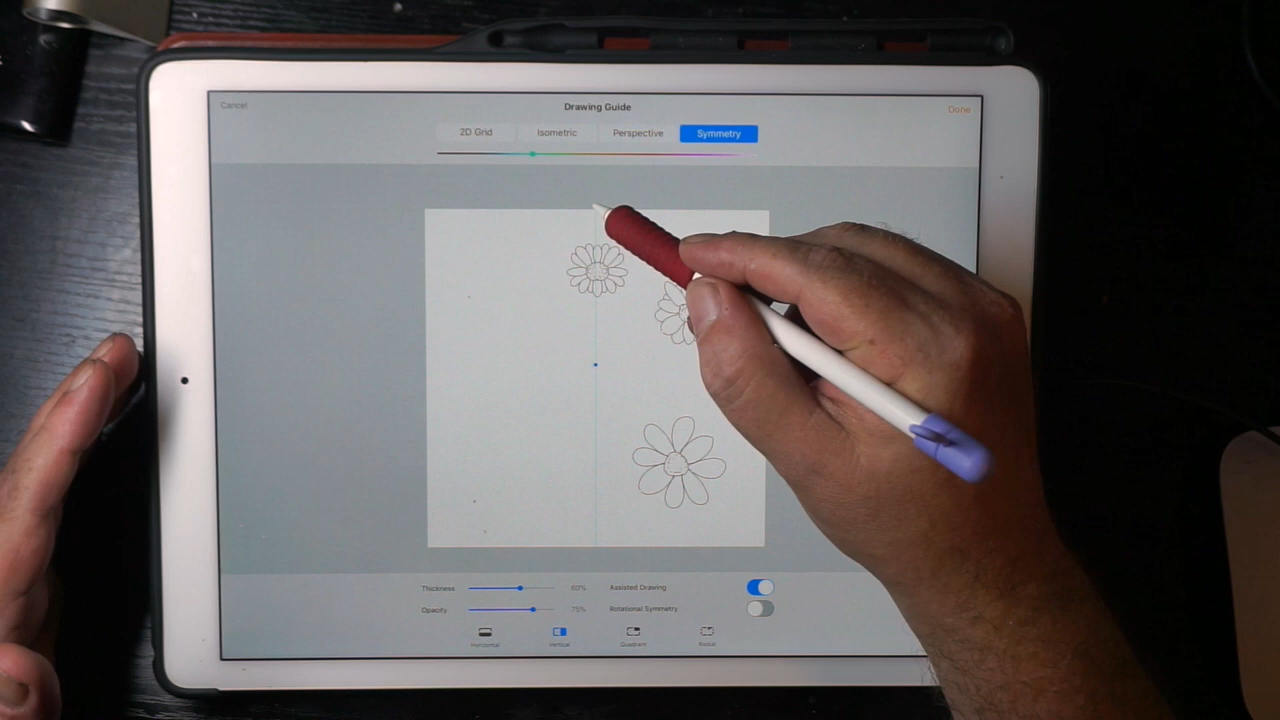 Cancel
Drawing Guide
Done
2D Grid
Isometric
Perspective
Symmetry
Thickness
60%
Assisted Drawing
Opacity
75%
Rotational Symmetry
Horizontal
Vertical
Quadrant
Radial